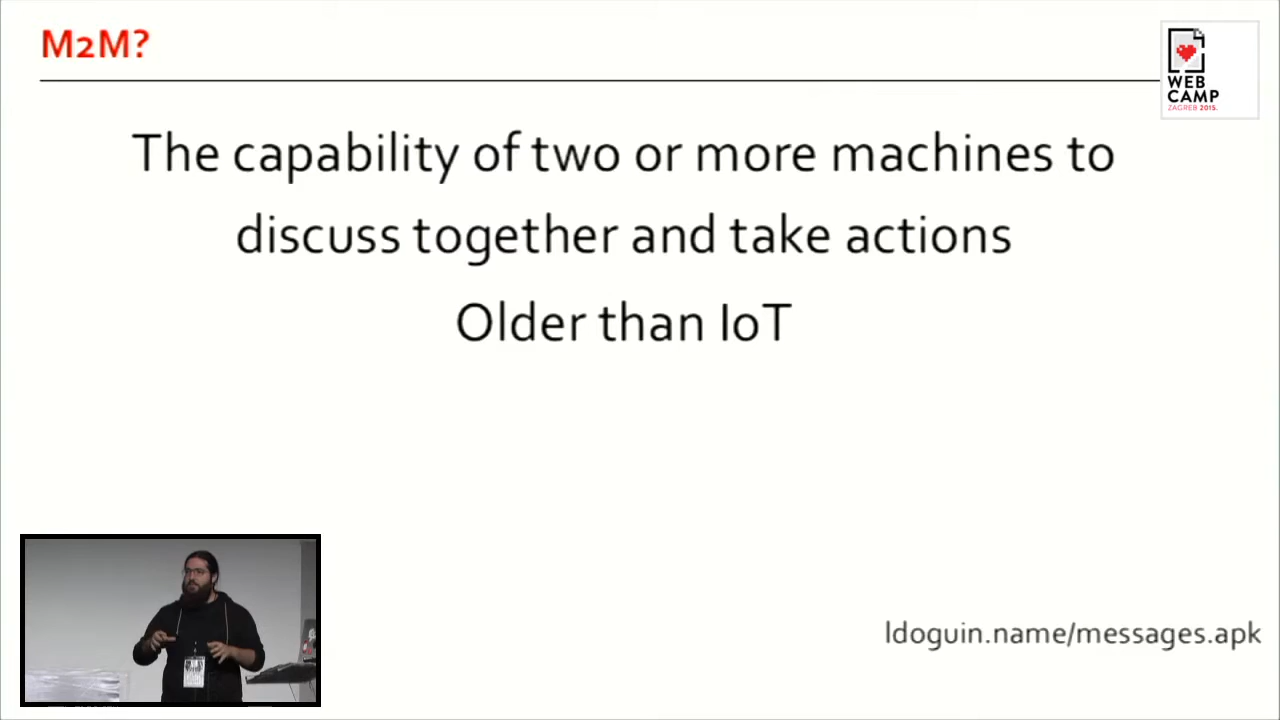 M2M?
WEB
CAMP
ZAGREB 2015.
The capability of two or more machines to
discuss together and take actions
Older than IoT
ldoguin.name/messages.apk